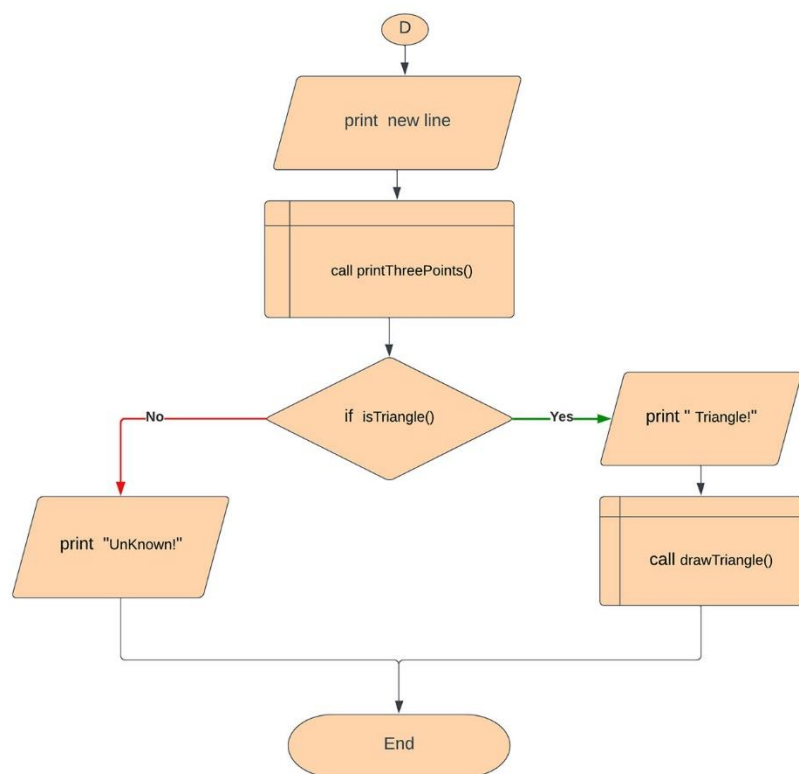 D
print new line
call printThreePoints()
if isTriangle()
No
Yes
print " Triangle!"
print "UnKnown!"
call drawTriangle()
End